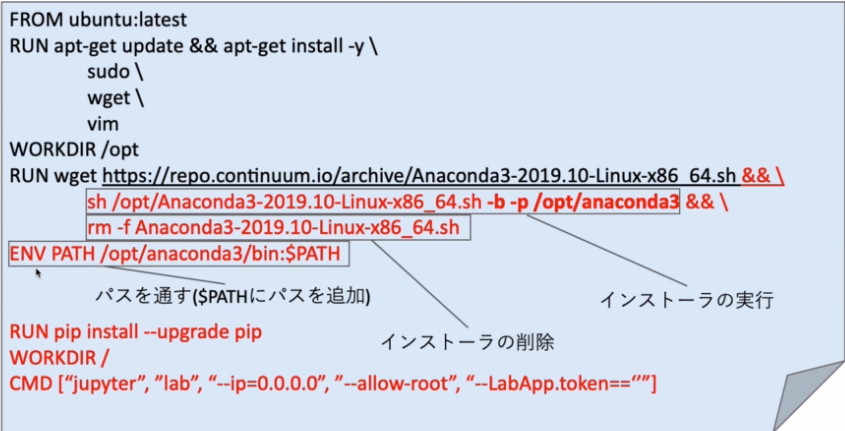 FROM ubuntu:latest
RUN apt-get update && apt-get install -y \
sudo \
wget \
vim
WORKDIR /opt
RUN wget https://repo.continuum.io/archive/Anaconda3-2019.10-Linux-x86_64.sh && \
sh /opt/Anaconda3-2019.10-Linux-x86_64.sh -b -p /opt/anaconda3 && \
rm -f Anaconda3-2019.10-Linux-x86_64.sh
ENV PATH /opt/anaconda3/bin:$PATH
パスを通す($PATHにパスを追加)
インストーラの実行
インストーラの削除
RUN pip install --upgrade pip
WORKDIR /
CMD [“jupyter”, ”lab”, “--ip=0.0.0.0”, ”--allow-root”, “--LabApp.token==‘’”]